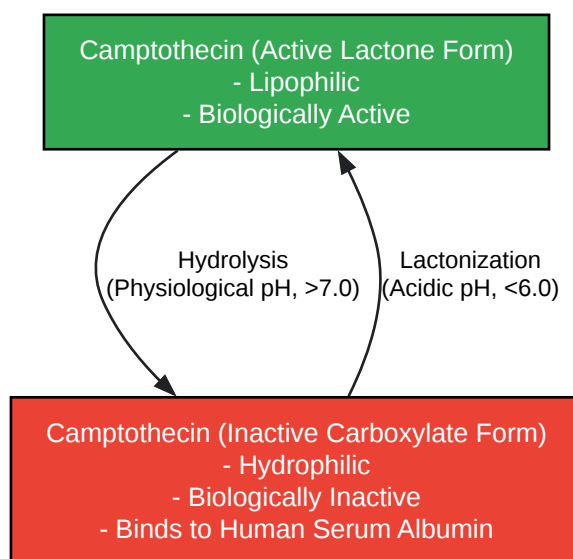 Camptothecin (Active Lactone Form)
- Lipophilic
- Biologically Active
Hydrolysis
(Physiological pH, >7.0)
Lactonization
(Acidic pH, <6.0)
Camptothecin (Inactive Carboxylate Form)
- Hydrophilic
- Biologically Inactive
- Binds to Human Serum Albumin